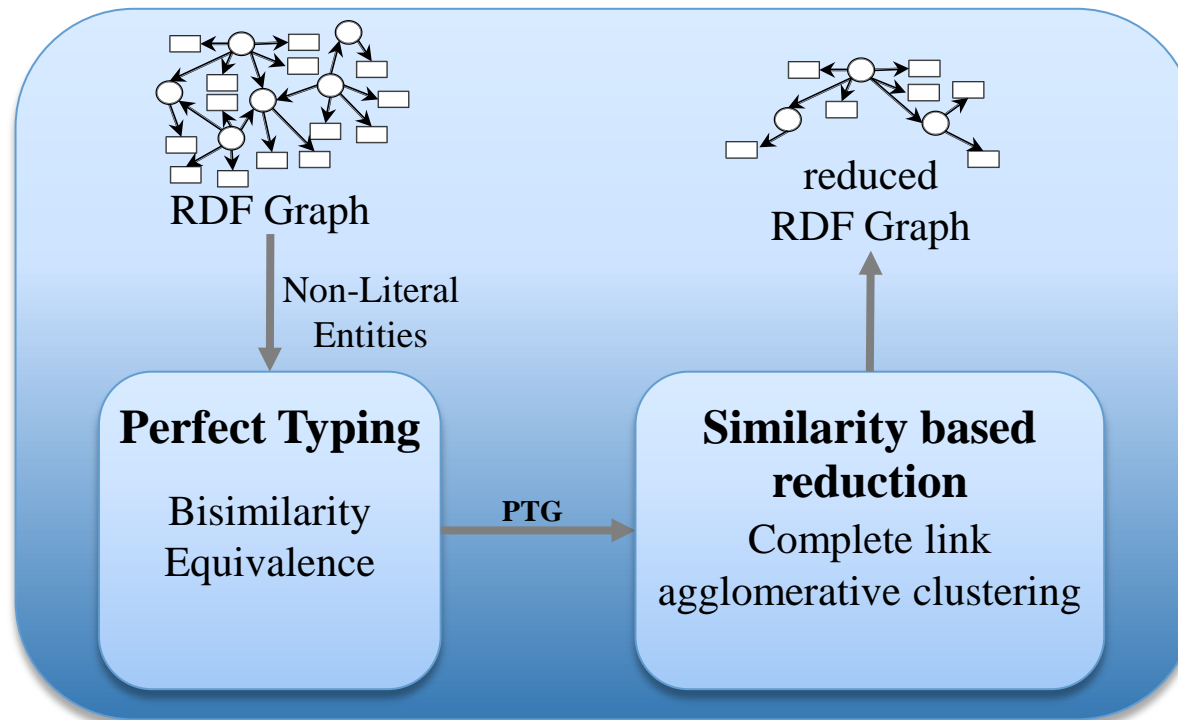 RDF Graph
Non-Literal
Entities
Perfect Typing
Bisimilarity
Equivalence
PTG
Similarity based
reduction
Complete link
agglomerative clustering
reduced
RDF Graph